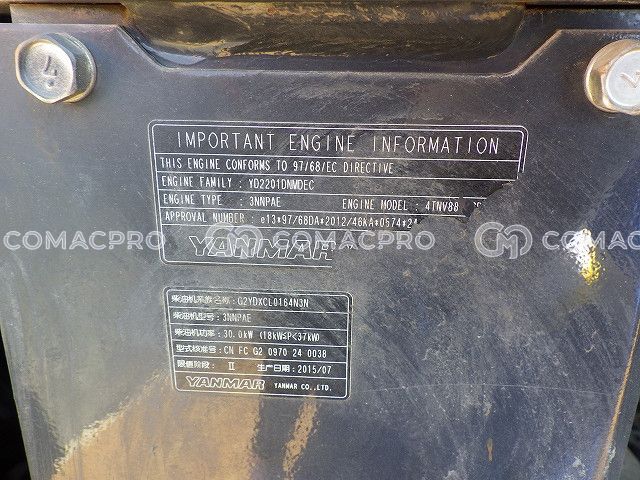 IMPORTANT ENGINE INFORMATION
THIS ENGINE CONFORMS TO 97/68/EC DIRECTIVE
ENGINE FAMILY : YD2201DNMDEC
ENGINE TYPE : 3NNPAE ENGINE MODEL : 4TNV88
APPROVAL NUMBER : e13*97/68DA*2012/46KA*0574*2
YANMAR
COMACPRO COMACPRO COMACPRO
柴油机系族名称: G2YDXCL0164N3N
柴油机型号: 3NNPAE
柴油机功率: 30.0kW (18kW≦P<37kW)
型式核准号: CN FC G2 0970 24 0038
限值阶段: Ⅱ 生产日期: 2015/07
YANMAR YANMAR CO.,LTD.